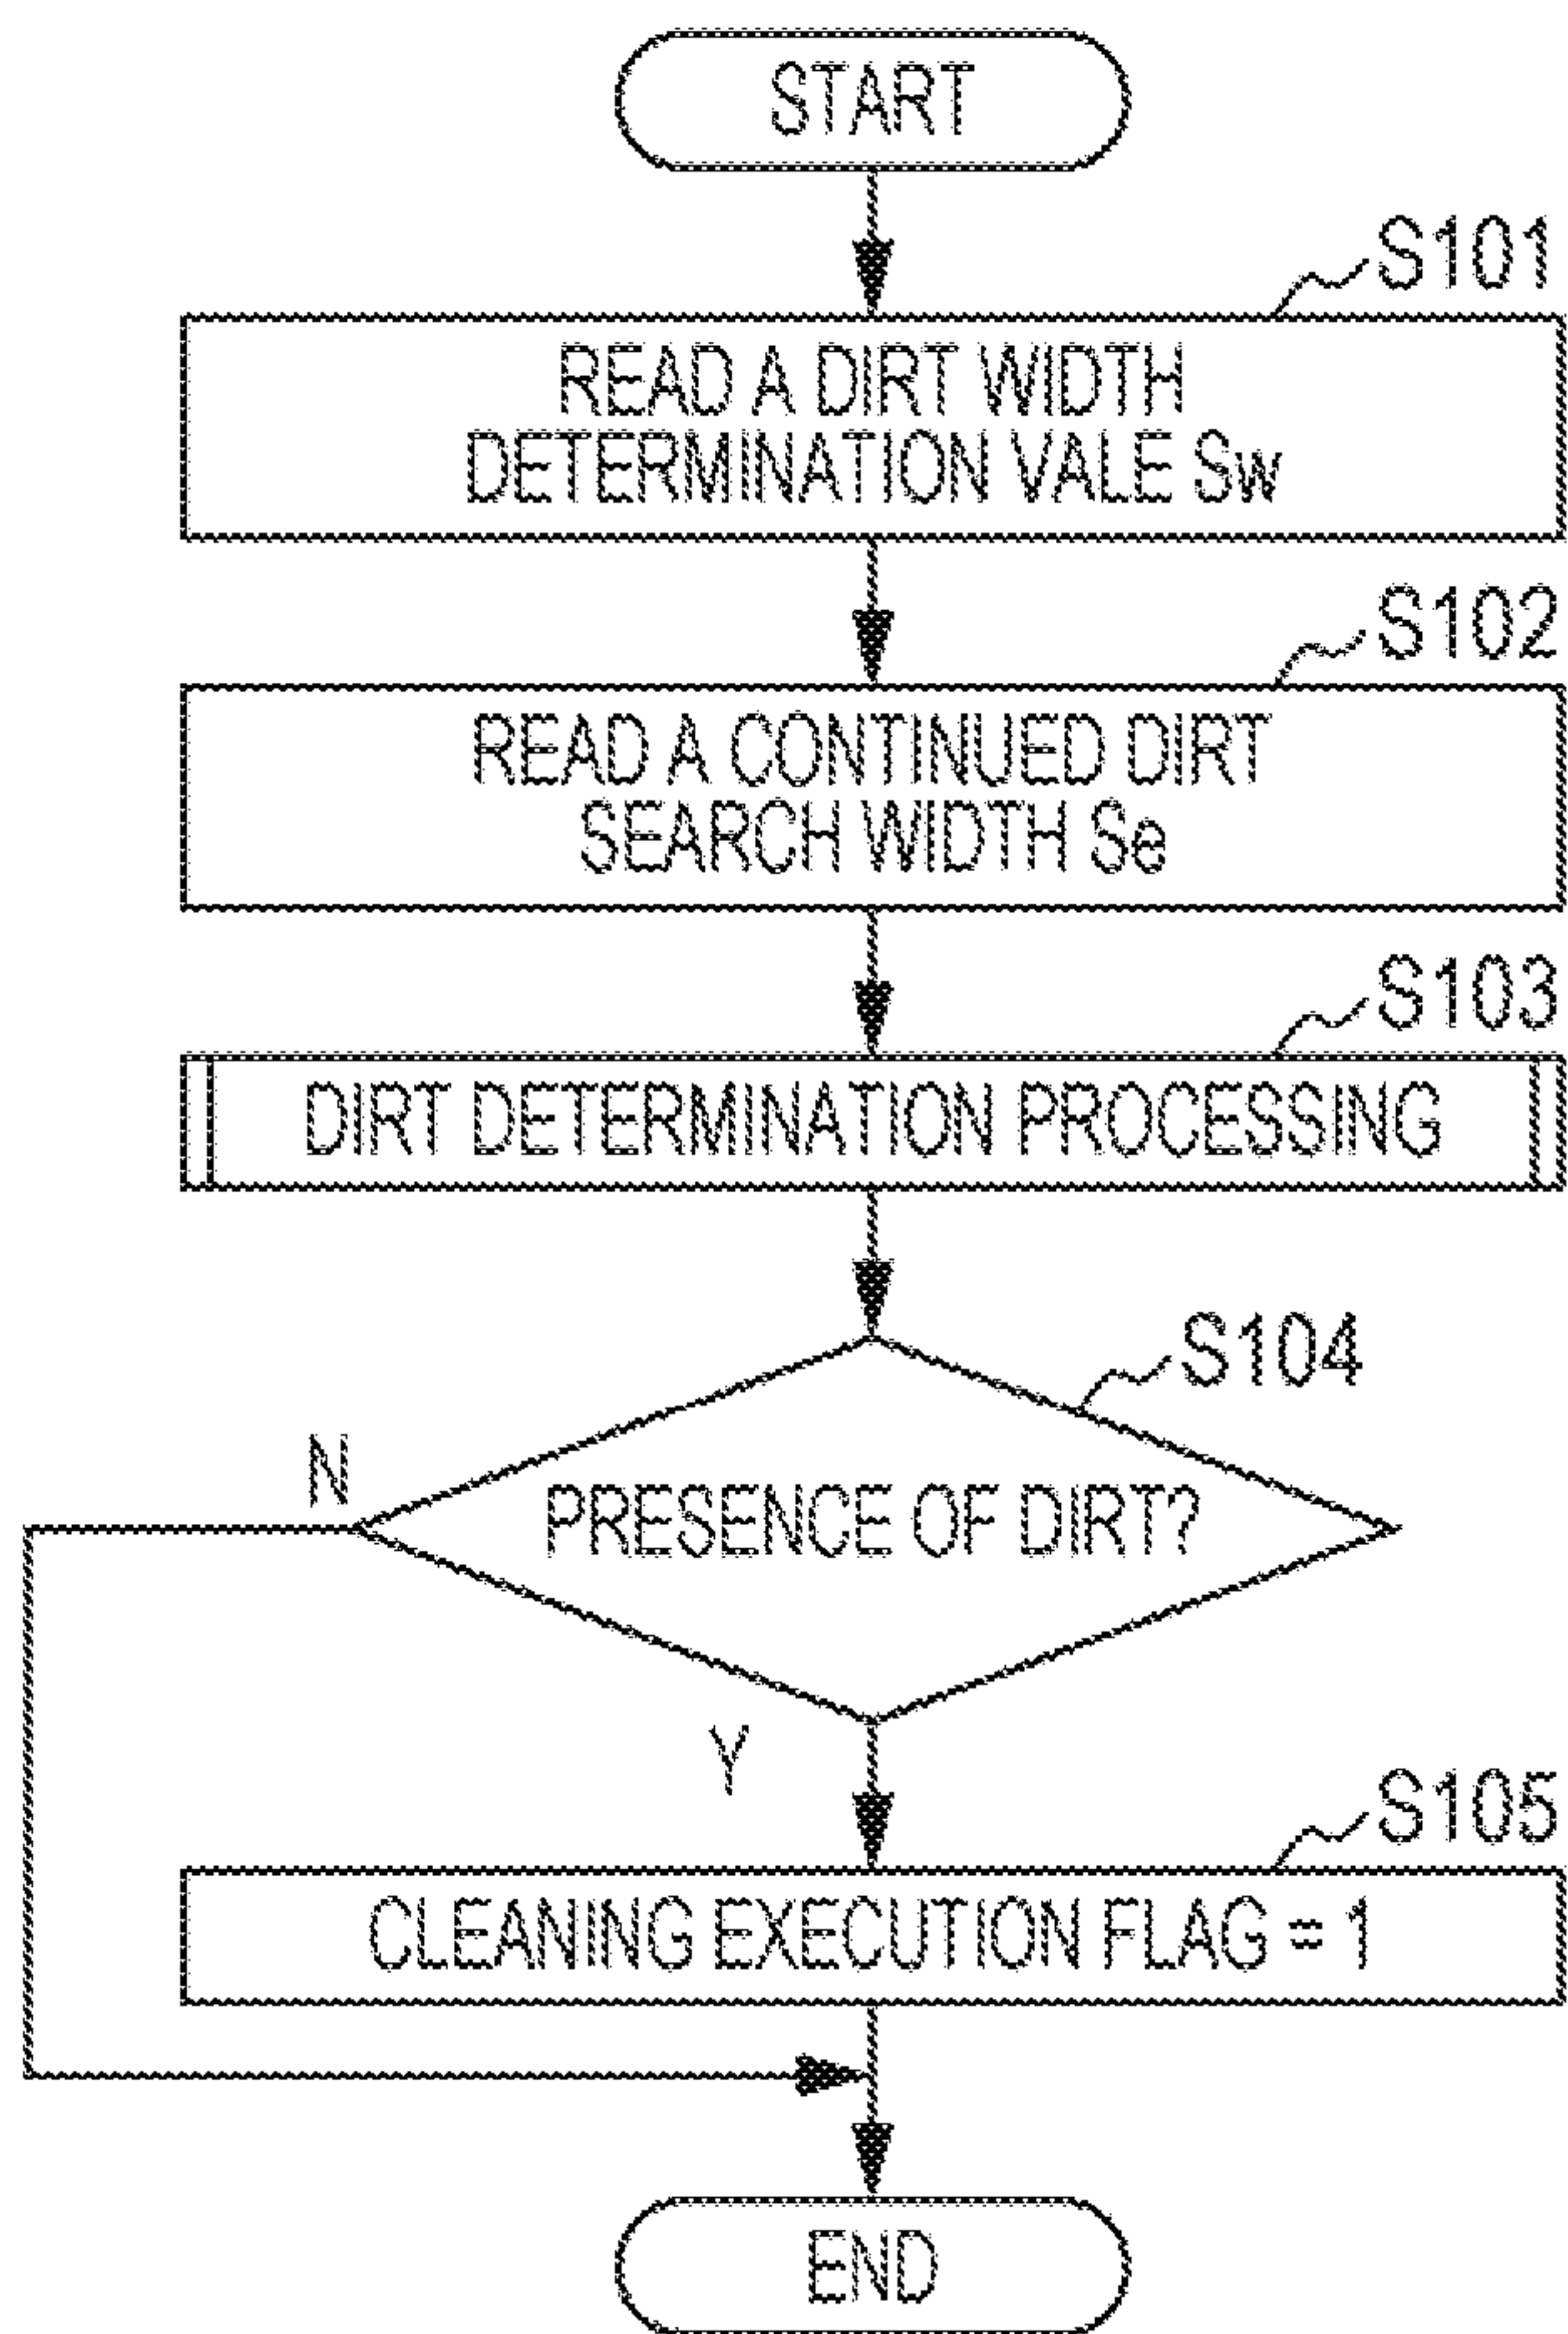 START
S101
READ A DIRT WIDTH
DETERMINATION VALE Sw
S102
READ A CONTINUED DIRT
SEARCH WIDTH Se
S103
DIRT DETERMINATION PROCESSING
S104
N
PRESENCE OF DIRT?
Y
S105
CLEANING EXECUTION FLAG = 1
END